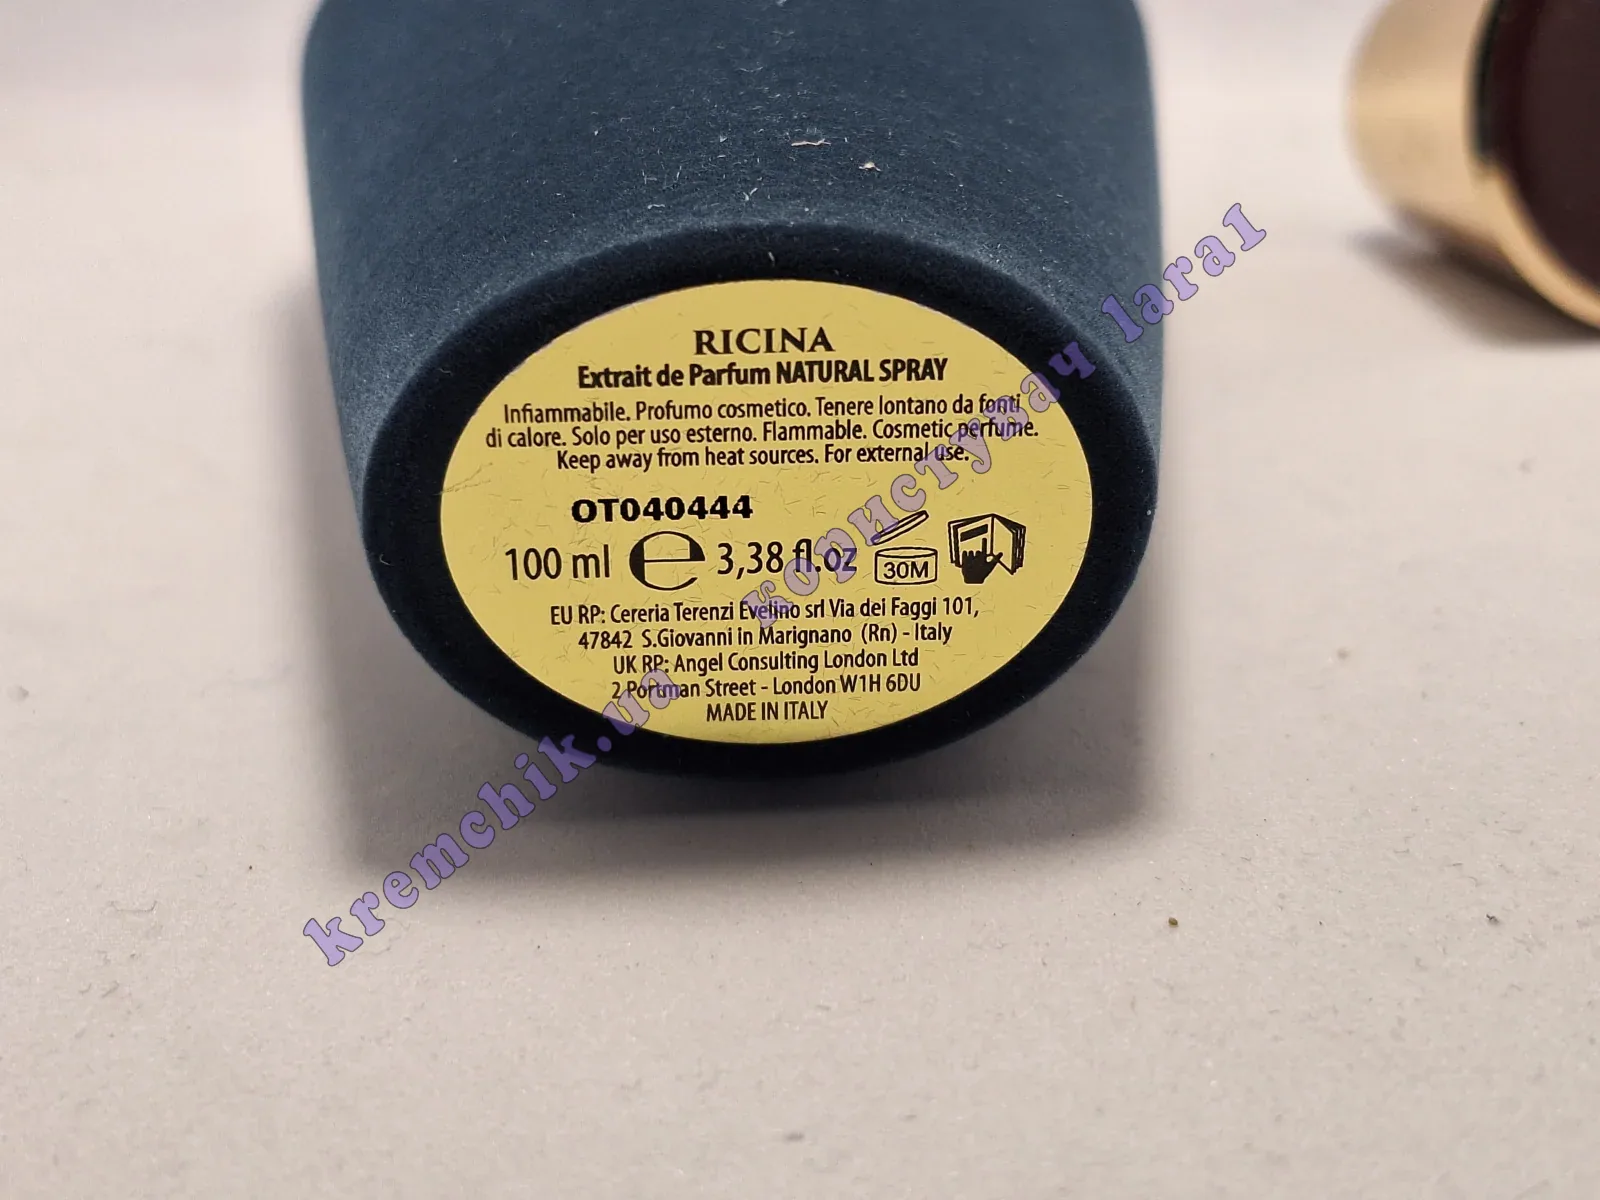 RICINA
Extrait de Parfum NATURAL SPRAY
Infiammabile. Profumo cosmetico. Tenere lontano da fonti
di calore. Solo per uso esterno. Flammable. Cosmetic perfume.
Keep away from heat sources. For external use.
OT040444
100 ml e 3,38 fl.oz 30M
EU RP: Cereria Terenzi Evelino srl Via dei Faggi 101,
47842 S.Giovanni in Marignano (Rn) - Italy
UK RP: Angel Consulting London Ltd
2 Portman Street - London W1H 6DU
MADE IN ITALY
kremchik.ua користувач lara1